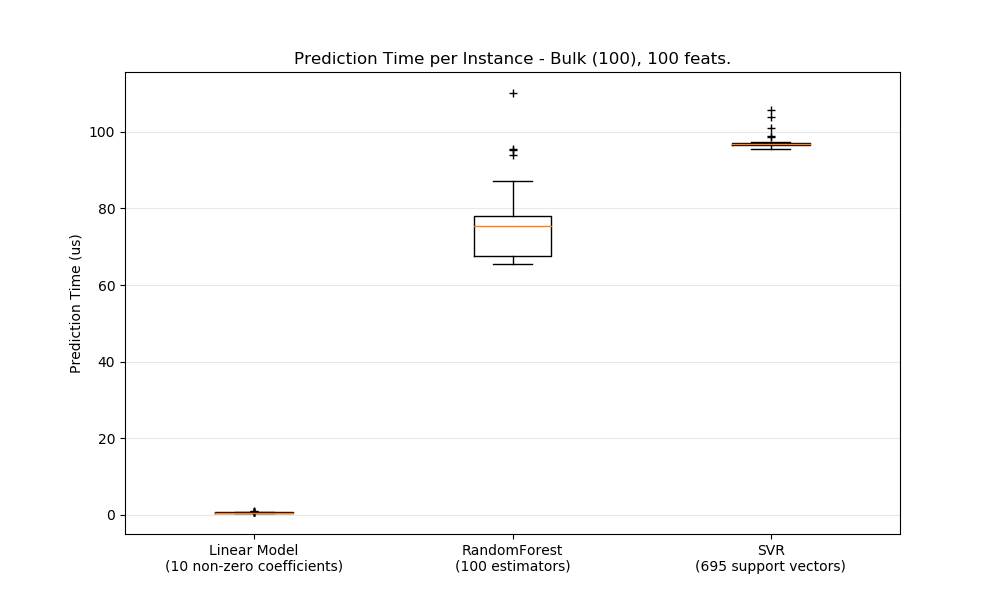 Prediction Time per Instance - Bulk (100), 100 feats.
Prediction Time (us)
100
80
60
40
20
0
Linear Model
(10 non-zero coefficients)
RandomForest
(100 estimators)
SVR
(695 support vectors)